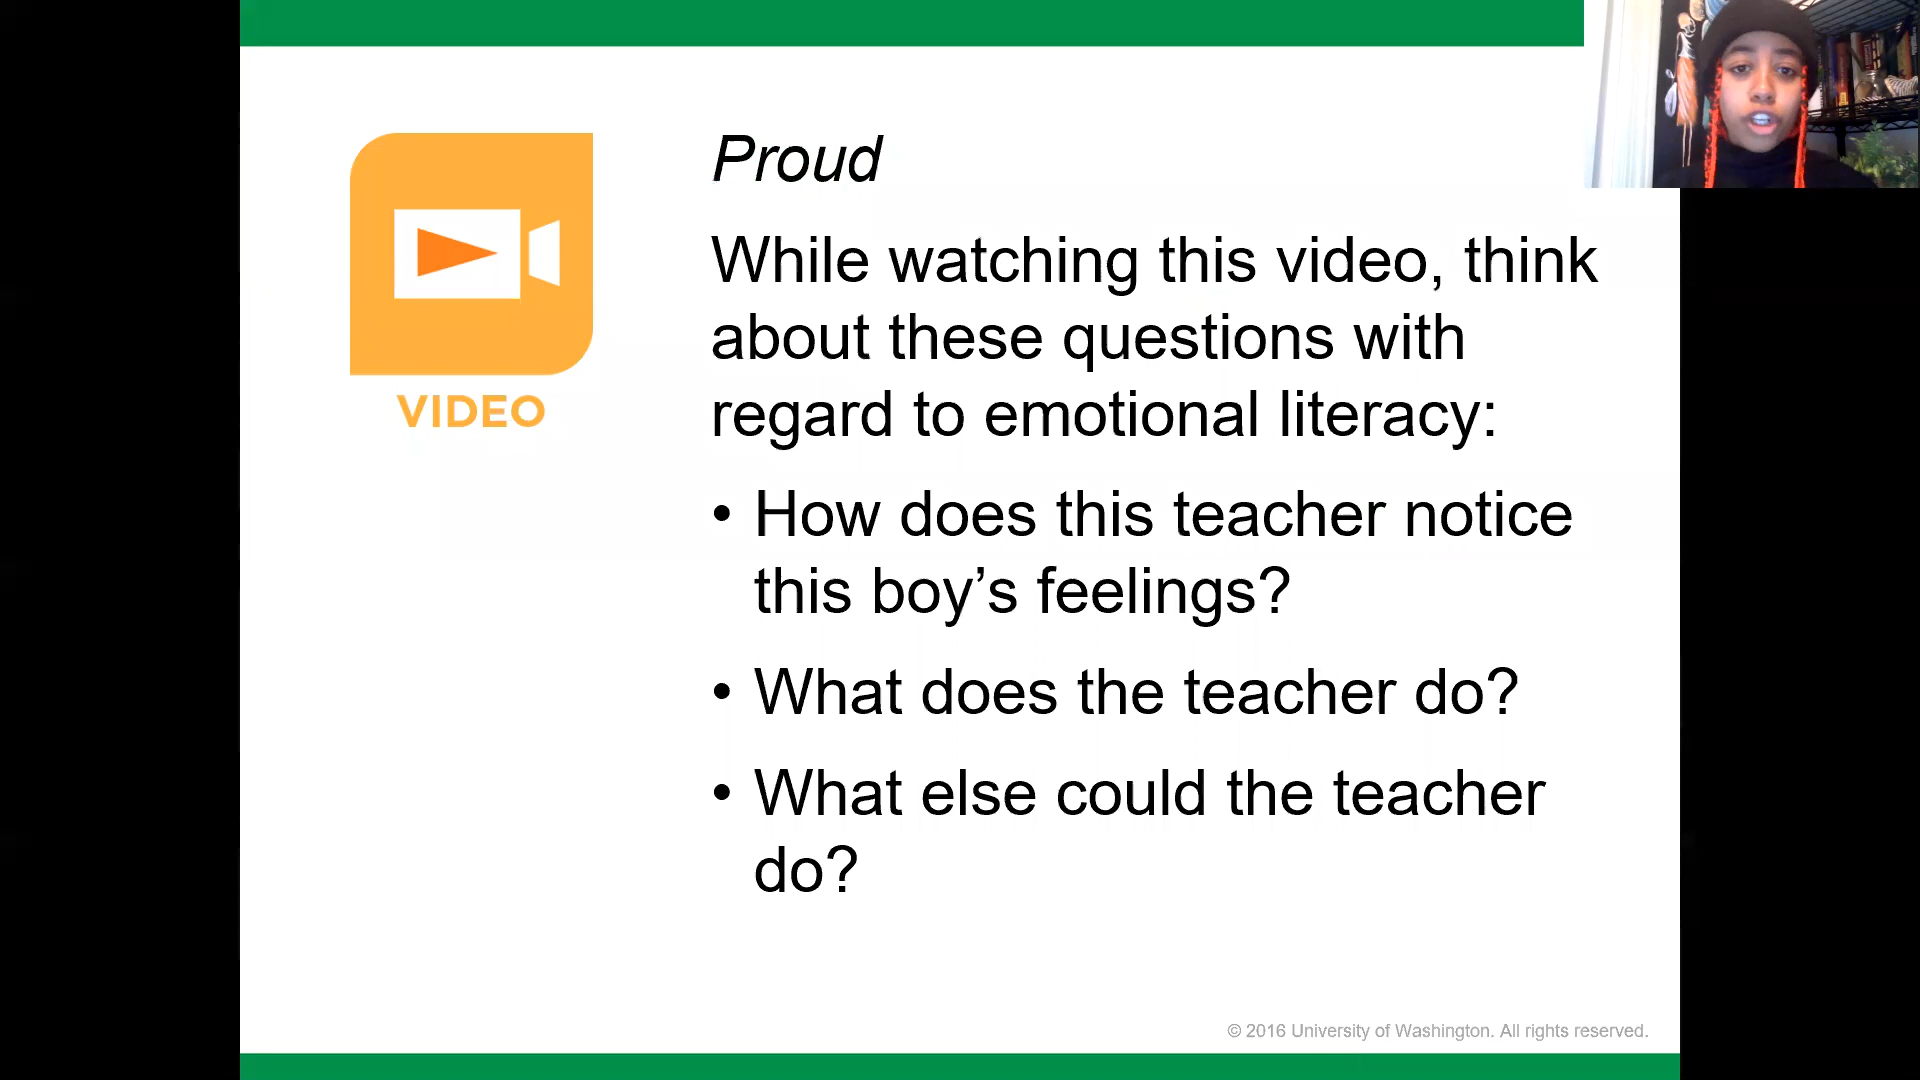 VIDEO
Proud
While watching this video, think
about these questions with
regard to emotional literacy:
• How does this teacher notice
this boy’s feelings?
• What does the teacher do?
• What else could the teacher
do?
© 2016 University of Washington. All rights reserved.